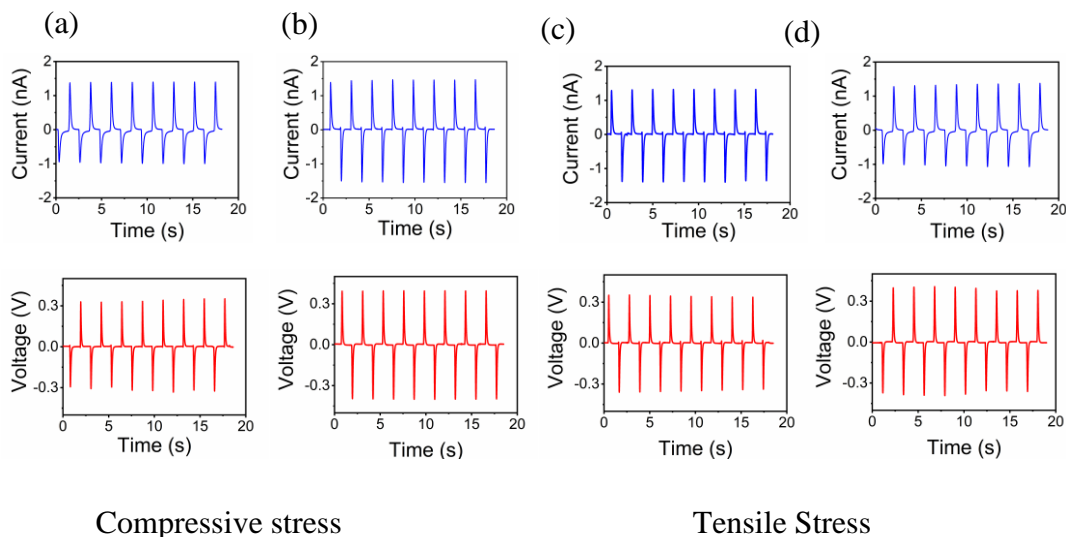 (a) (b) (c) (d)
2
1
0
-1
-2
Current (nA)
0 5 10 15 20
Time (s)
2
1
0
-1
-2
Current (nA)
0 5 10 15 20
Time (s)
2
1
0
-1
-2
Current (nA)
0 5 10 15 20
Time (s)
2
1
0
-1
-2
Current (nA)
0 5 10 15 20
Time (s)
0.3
0.0
-0.3
Voltage (V)
0 5 10 15 20
Time (s)
0.3
0.0
-0.3
Voltage (V)
0 5 10 15 20
Time (s)
0.3
0.0
-0.3
Voltage (V)
0 5 10 15 20
Time (s)
0.3
0.0
-0.3
Voltage (V)
0 5 10 15 20
Time (s)
Compressive stress Tensile Stress